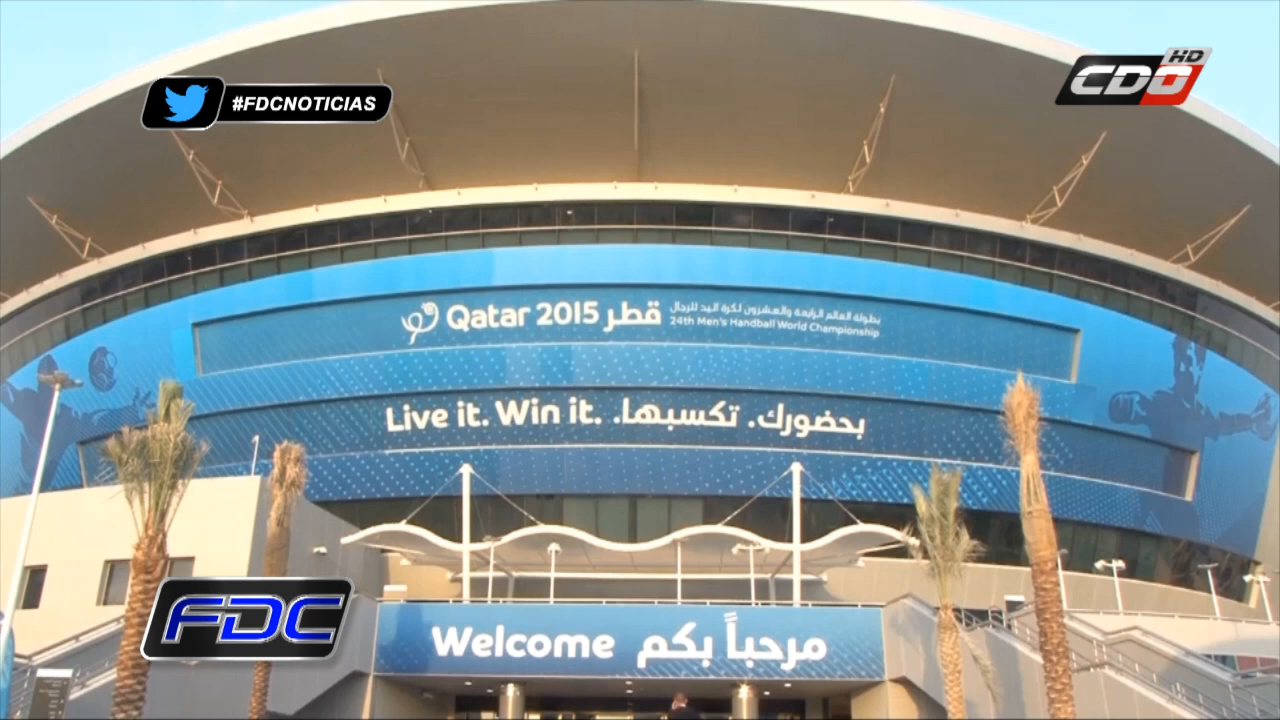 CDO HD
#FDCNOTICIAS
Qatar 2015 قطر
بطولة العالم الرابعة والعشرون لكرة اليد للرجال
24th Men's Handball World Championship
Live it. Win it. بحضورك. تكسبها.
FDC
Welcome مرحباً بكم